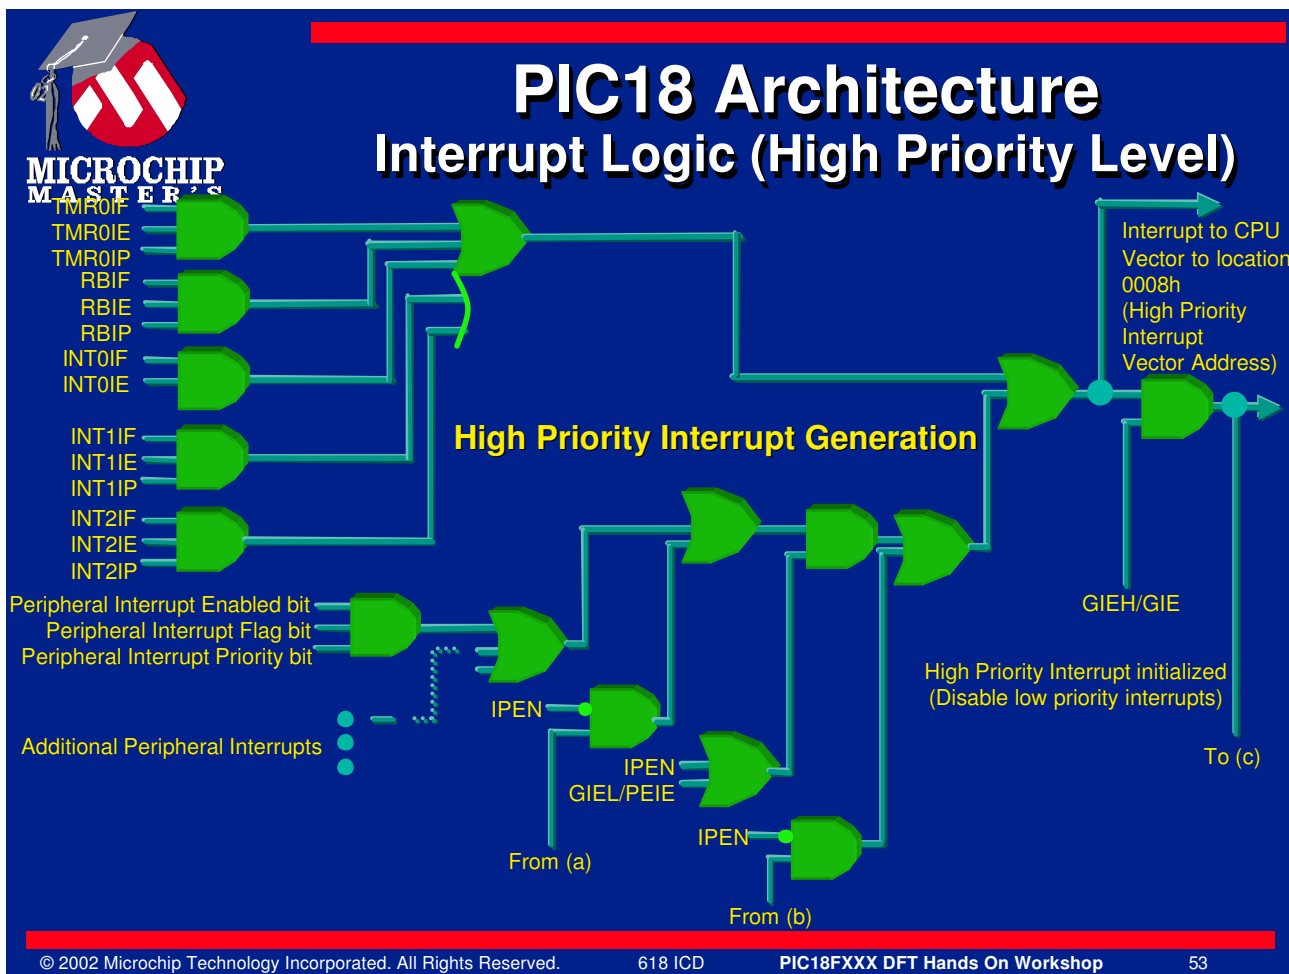 PIC18 Architecture
Interrupt Logic (High Priority Level)
02
MICROCHIP
MASTER'S
TMR0IF
TMR0IE
TMR0IP
RBIF
RBIE
RBIP
INT0IF
INT0IE
INT1IF
INT1IE
INT1IP
INT2IF
INT2IE
INT2IP
Peripheral Interrupt Enabled bit
Peripheral Interrupt Flag bit
Peripheral Interrupt Priority bit
Additional Peripheral Interrupts
High Priority Interrupt Generation
Interrupt to CPU
Vector to location
0008h
(High Priority
Interrupt
Vector Address)
GIEH/GIE
High Priority Interrupt initialized
(Disable low priority interrupts)
To (c)
IPEN
From (a)
IPEN
GIEL/PEIE
IPEN
From (b)
© 2002 Microchip Technology Incorporated. All Rights Reserved. 618 ICD PIC18FXXX DFT Hands On Workshop 53